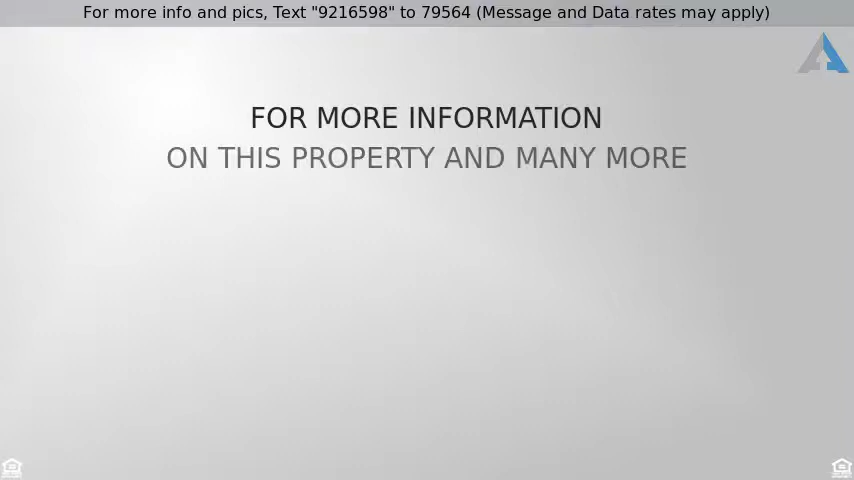 For more info and pics, Text "9216598" to 79564 (Message and Data rates may apply)
FOR MORE INFORMATION
ON THIS PROPERTY AND MANY MORE